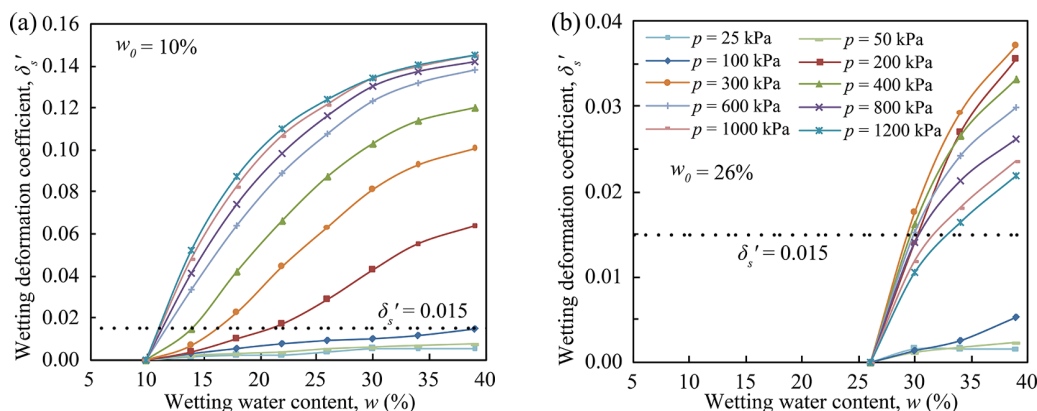 (a)
Wetting deformation coefficient, δs′
0.16
0.14
0.12
0.10
0.08
0.06
0.04
0.02
0.00
w0 = 10%
δs′ = 0.015
5 10 15 20 25 30 35 40
Wetting water content, w (%)
(b)
Wetting deformation coefficient, δs′
0.04
0.03
0.02
0.01
0.00
p = 25 kPa p = 50 kPa
p = 100 kPa p = 200 kPa
p = 300 kPa p = 400 kPa
p = 600 kPa p = 800 kPa
p = 1000 kPa p = 1200 kPa
w0 = 26%
δs′ = 0.015
5 10 15 20 25 30 35 40
Wetting water content, w (%)